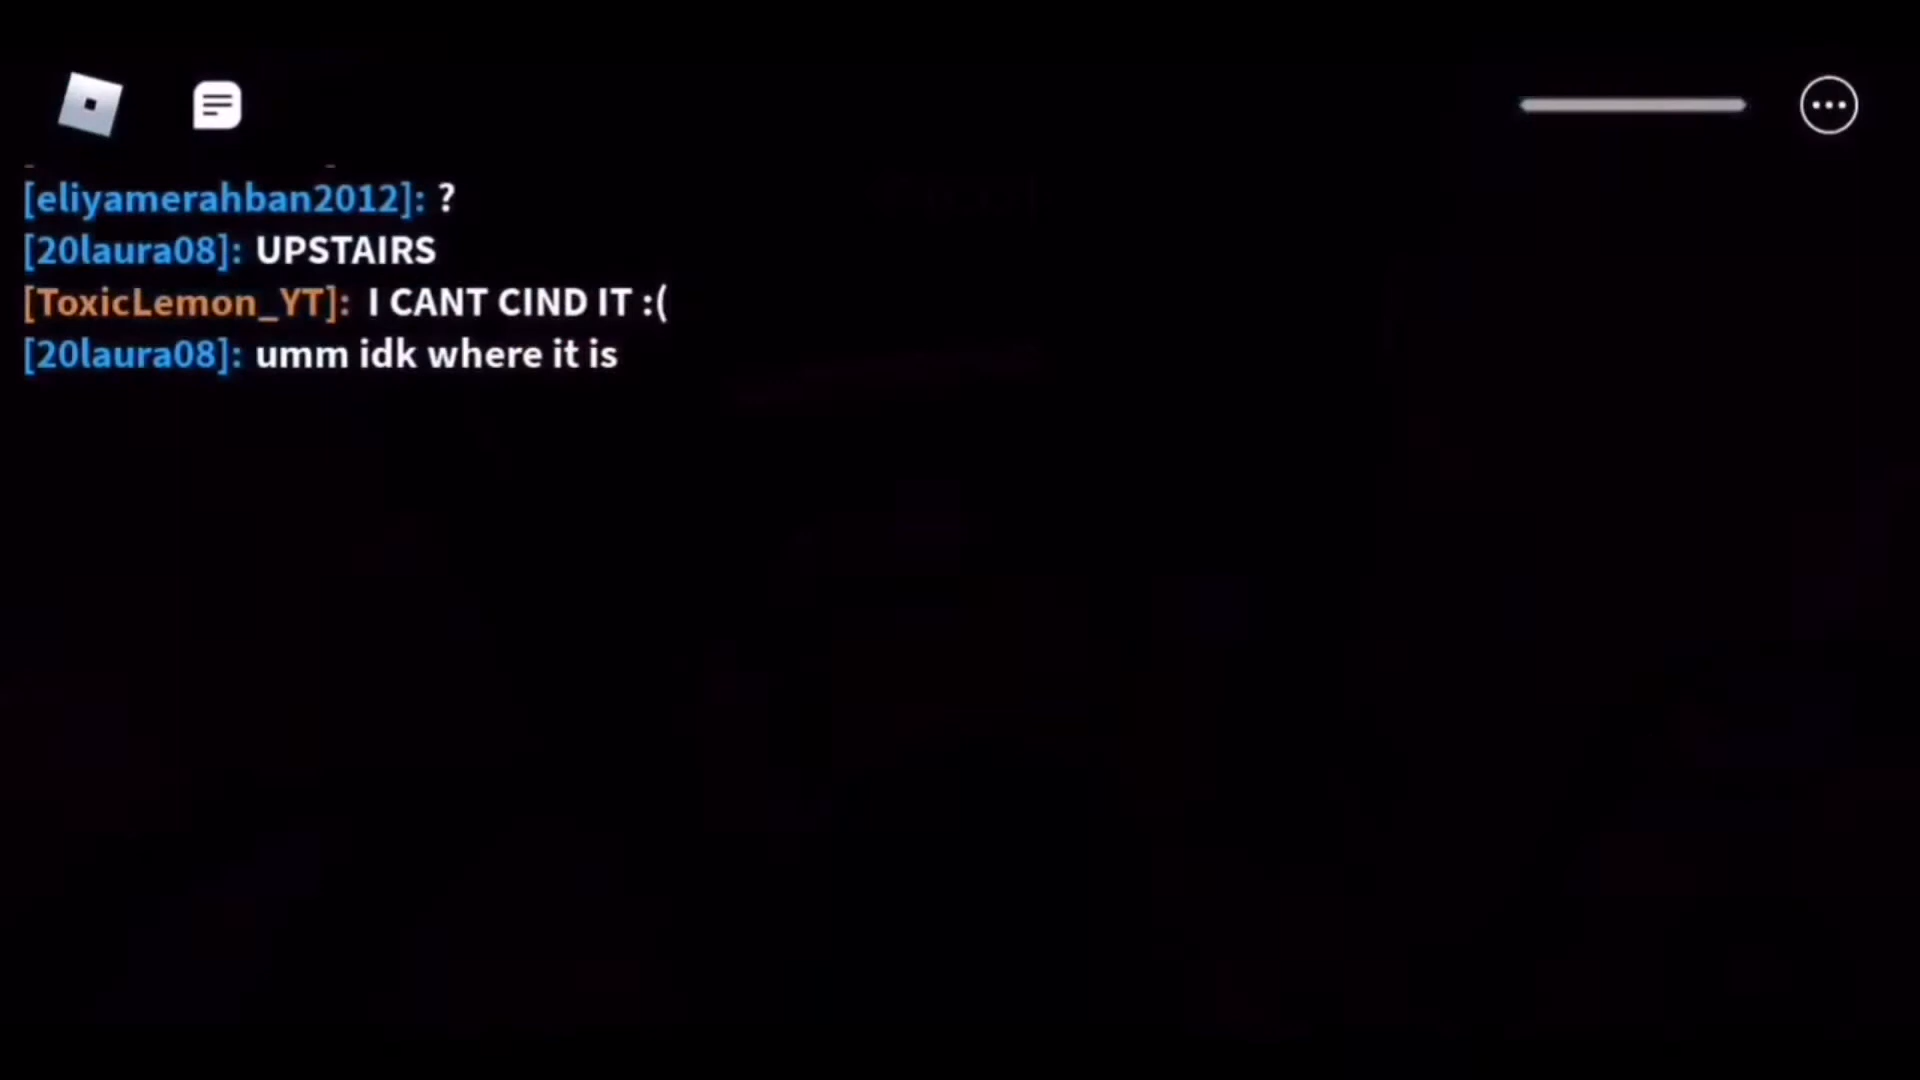 [eliyamerahban2012]: ?
[20laura08]: UPSTAIRS
[ToxicLemon_YT]: I CANT CIND IT :(
[20laura08]: umm idk where it is